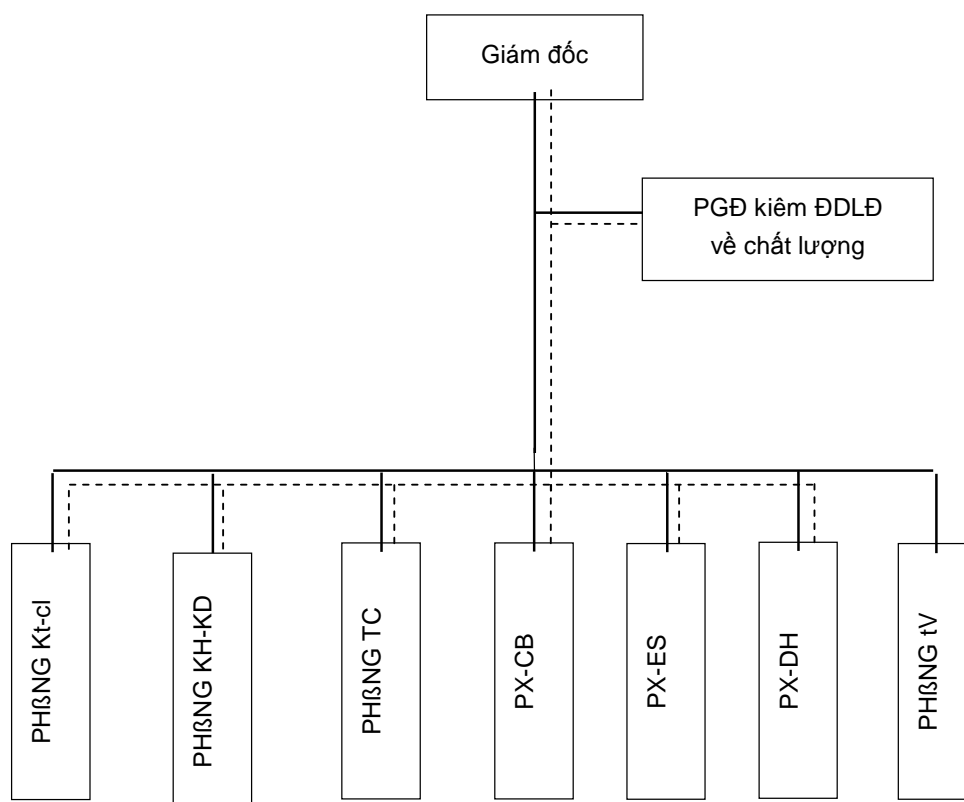 Giám đốc
PGĐ kiêm ĐDLĐ
về chất lượng
PHßNG Kt-cl
PHßNG KH-KD
PHßNG TC
PX-CB
PX-ES
PX-DH
PHßNG tV